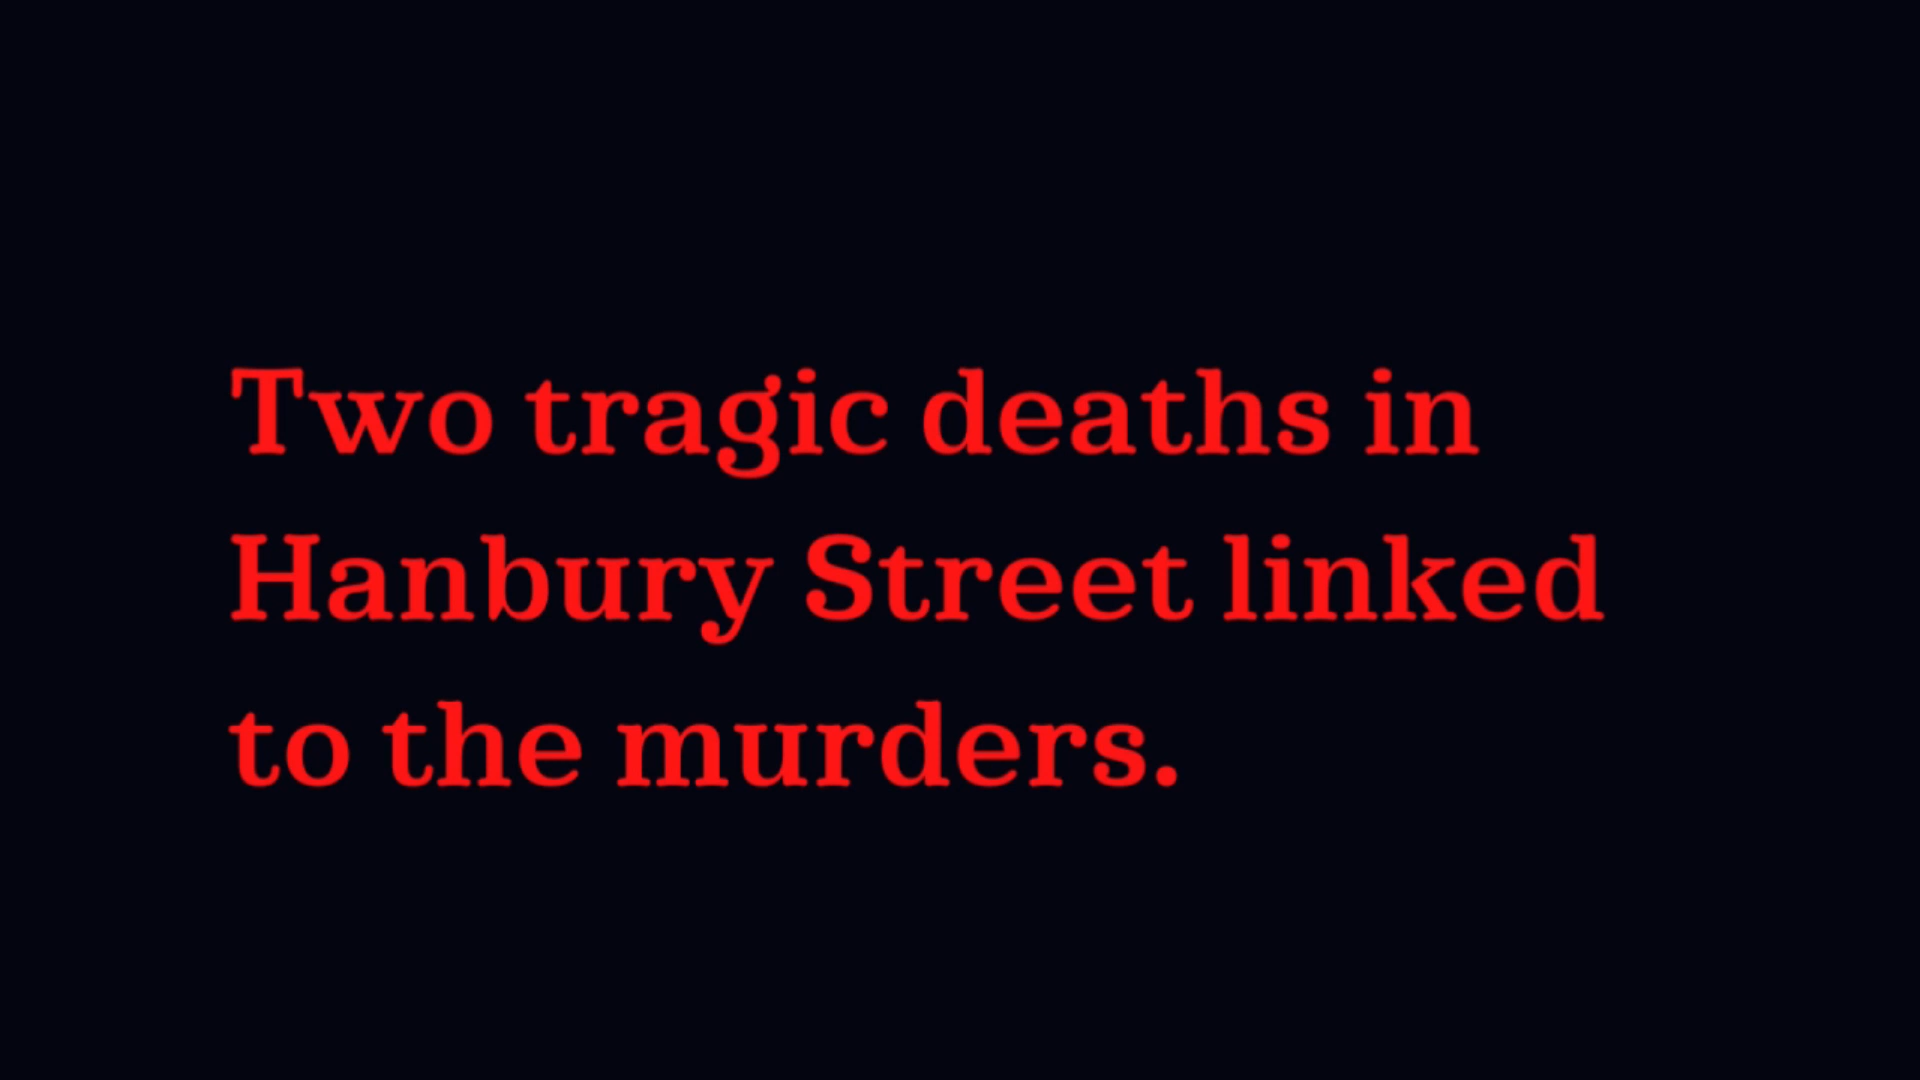 Two tragic deaths in
Hanbury Street linked
to the murders.